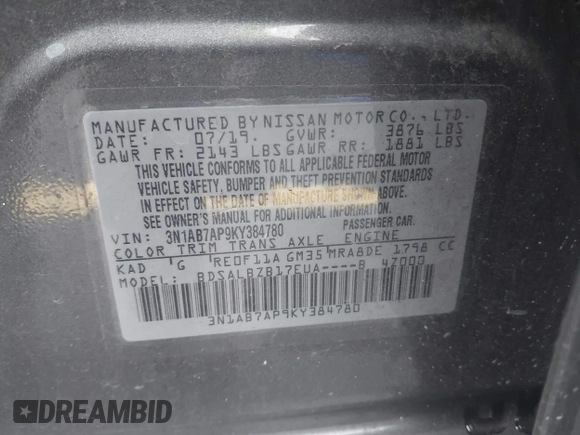 MANUFACTURED BY NISSAN MOTOR CO., LTD.
DATE: 07/19. GVWR: 3876 LBS
GAWR FR: 2143 LBS GAWR RR: 1881 LBS
THIS VEHICLE CONFORMS TO ALL APPLICABLE FEDERAL MOTOR
VEHICLE SAFETY, BUMPER AND THEFT PREVENTION STANDARDS
IN EFFECT ON THE DATE OF MANUFACTURE SHOWN ABOVE.
SEE OWNER'S MANUAL FOR ADDITIONAL INFORMATION.
VIN: 3N1AB7AP9KY384780 PASSENGER CAR.
COLOR TRIM TRANS AXLE ENGINE
KAD 'G 'RE0F11A GM35'MRA8DE 1798 CC
MODEL: BDSALBZB17EUA----B 47000
3N1AB7AP9KY384780
DREAMBID